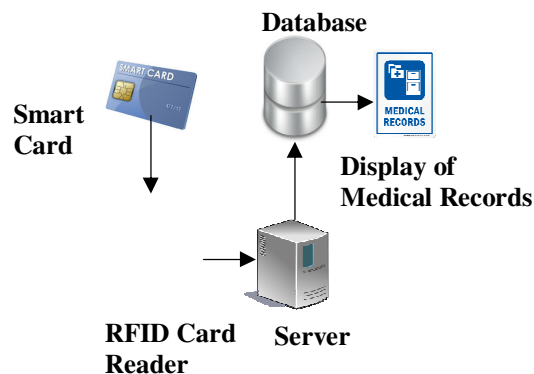 Database
SMART CARD
Smart
Card
MEDICAL
RECORDS
Display of
Medical Records
RFID Card
Reader
Server